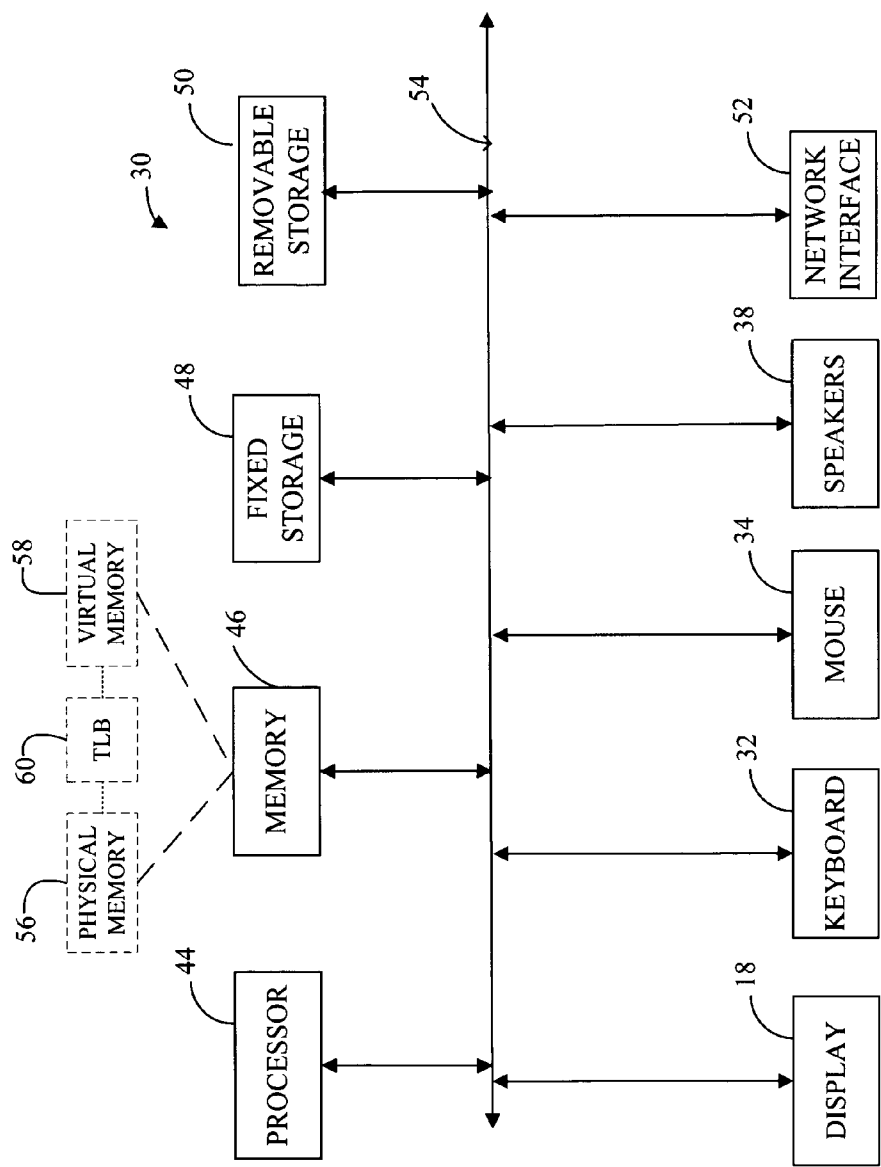 56
60
58
PHYSICAL
MEMORY
TLB
VIRTUAL
MEMORY
30
44
46
48
50
PROCESSOR
MEMORY
FIXED
STORAGE
REMOVABLE
STORAGE
54
18
32
34
38
52
DISPLAY
KEYBOARD
MOUSE
SPEAKERS
NETWORK
INTERFACE